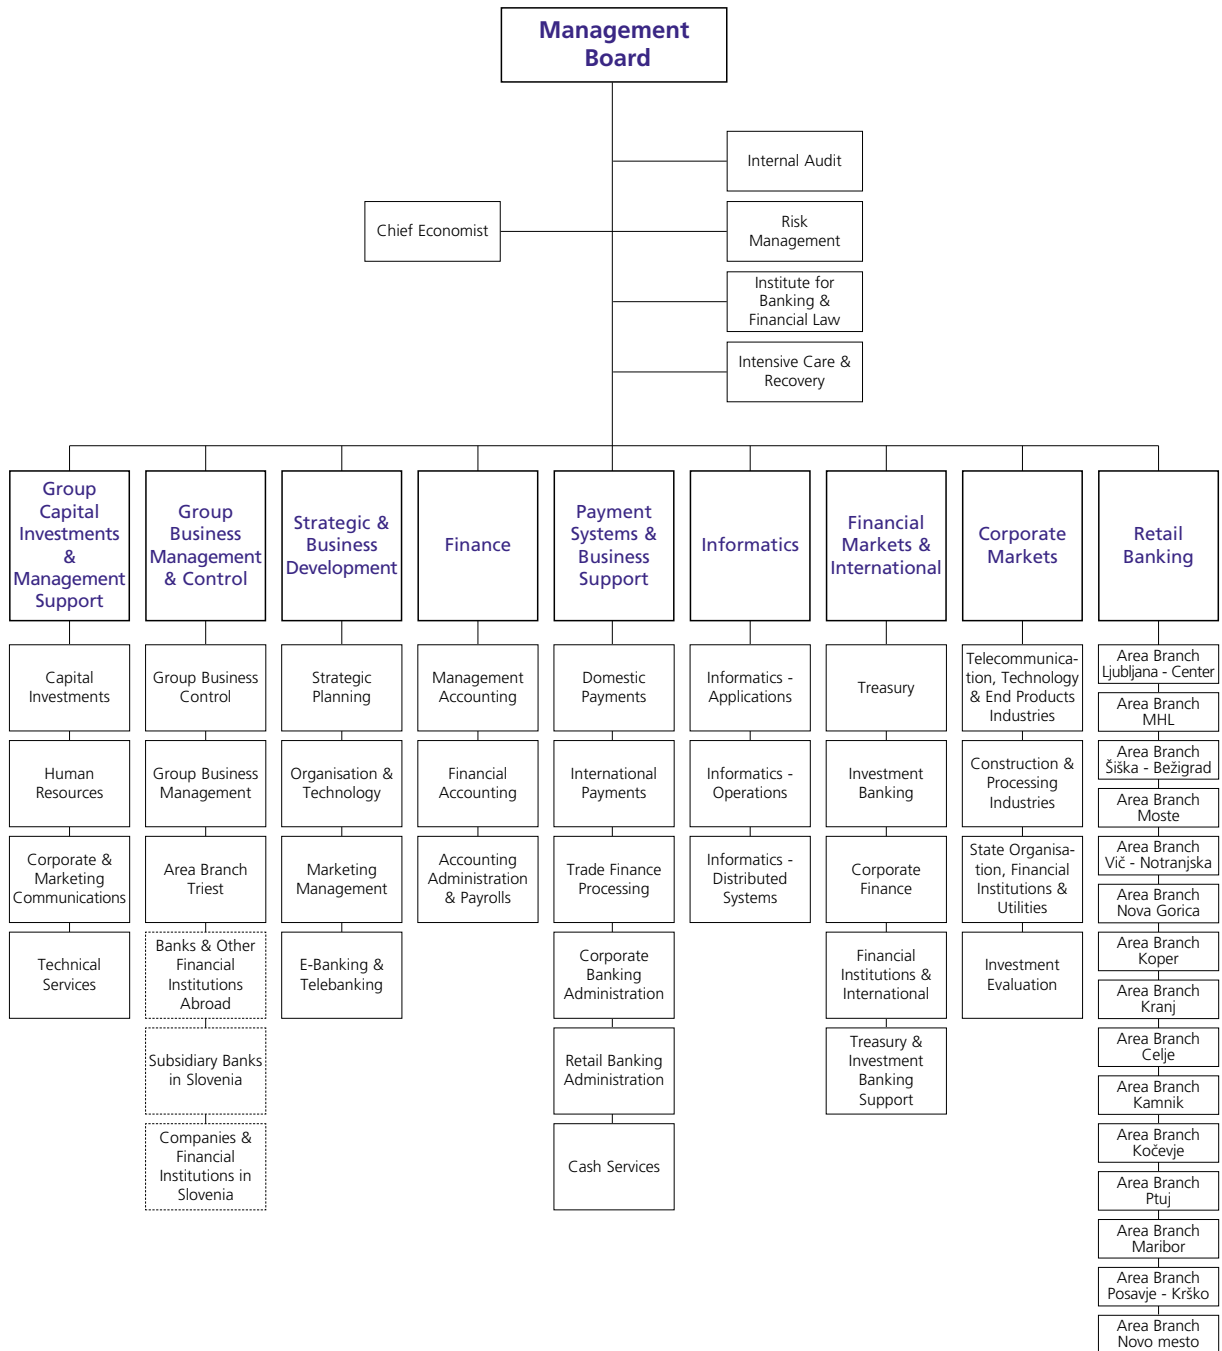 Management
Board
Internal Audit
Chief Economist
Risk
Management
Institute for
Banking &
Financial Law
Intensive Care &
Recovery
Group
Capital
Investments
&
Management
Support
Group
Business
Management
& Control
Strategic &
Business
Development
Finance
Payment
Systems &
Business
Support
Informatics
Financial
Markets &
International
Corporate
Markets
Retail
Banking
Capital
Investments
Human
Resources
Corporate &
Marketing
Communications
Technical
Services
Group Business
Control
Group Business
Management
Area Branch
Triest
Banks & Other
Financial
Institutions
Abroad
Subsidiary Banks
in Slovenia
Companies &
Financial
Institutions in
Slovenia
Strategic
Planning
Organisation &
Technology
Marketing
Management
E-Banking &
Telebanking
Management
Accounting
Financial
Accounting
Accounting
Administration
& Payrolls
Domestic
Payments
International
Payments
Trade Finance
Processing
Corporate
Banking
Administration
Retail Banking
Administration
Cash Services
Informatics -
Applications
Informatics -
Operations
Informatics -
Distributed
Systems
Treasury
Investment
Banking
Corporate
Finance
Financial
Institutions &
International
Treasury &
Investment
Banking
Support
Telecommunica-
tion, Technology
& End Products
Industries
Construction &
Processing
Industries
State Organisa-
tion, Financial
Institutions &
Utilities
Investment
Evaluation
Area Branch
Ljubljana - Center
Area Branch
MHL
Area Branch
Šiška - Bežigrad
Area Branch
Moste
Area Branch
Vič - Notranjska
Area Branch
Nova Gorica
Area Branch
Koper
Area Branch
Kranj
Area Branch
Celje
Area Branch
Kamnik
Area Branch
Kočevje
Area Branch
Ptuj
Area Branch
Maribor
Area Branch
Posavje - Krško
Area Branch
Novo mesto